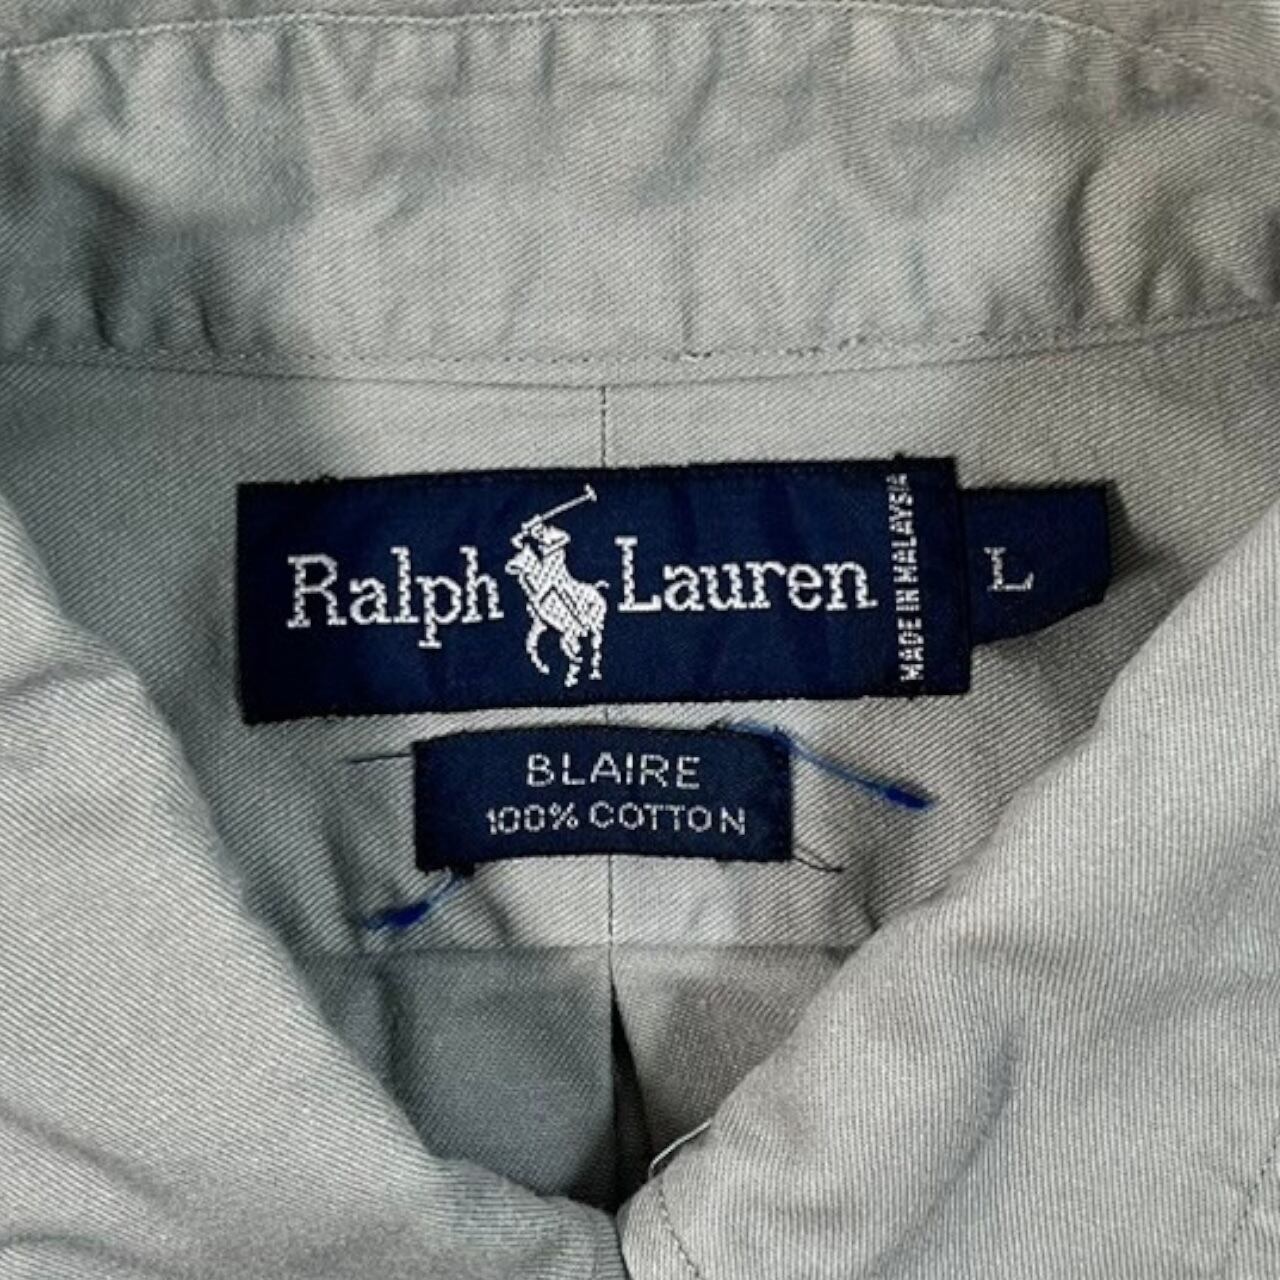 Ralph Lauren
MADE IN MALAYSIA
L
BLAIRE
100% COTTON